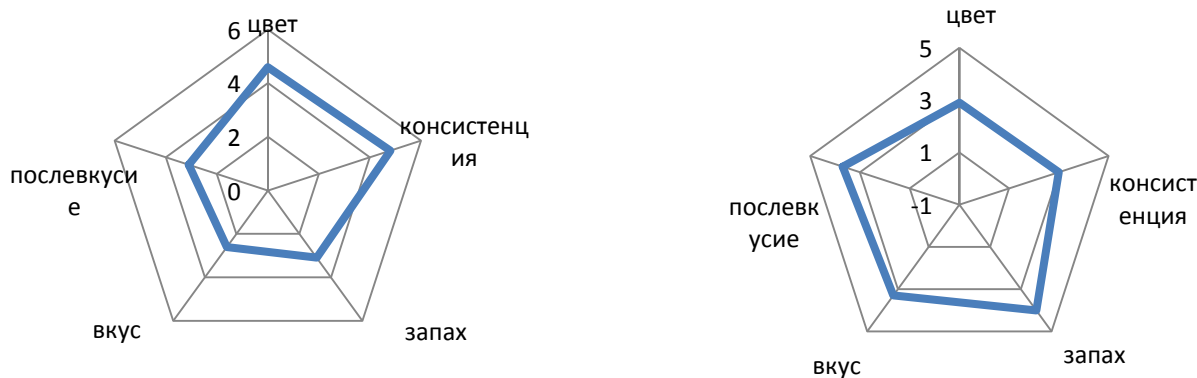 цвет
6
4
2
0
консистенц
ия
запах
вкус
послевкуси
е
цвет
5
3
1
-1
консист
енция
запах
вкус
послевк
усие